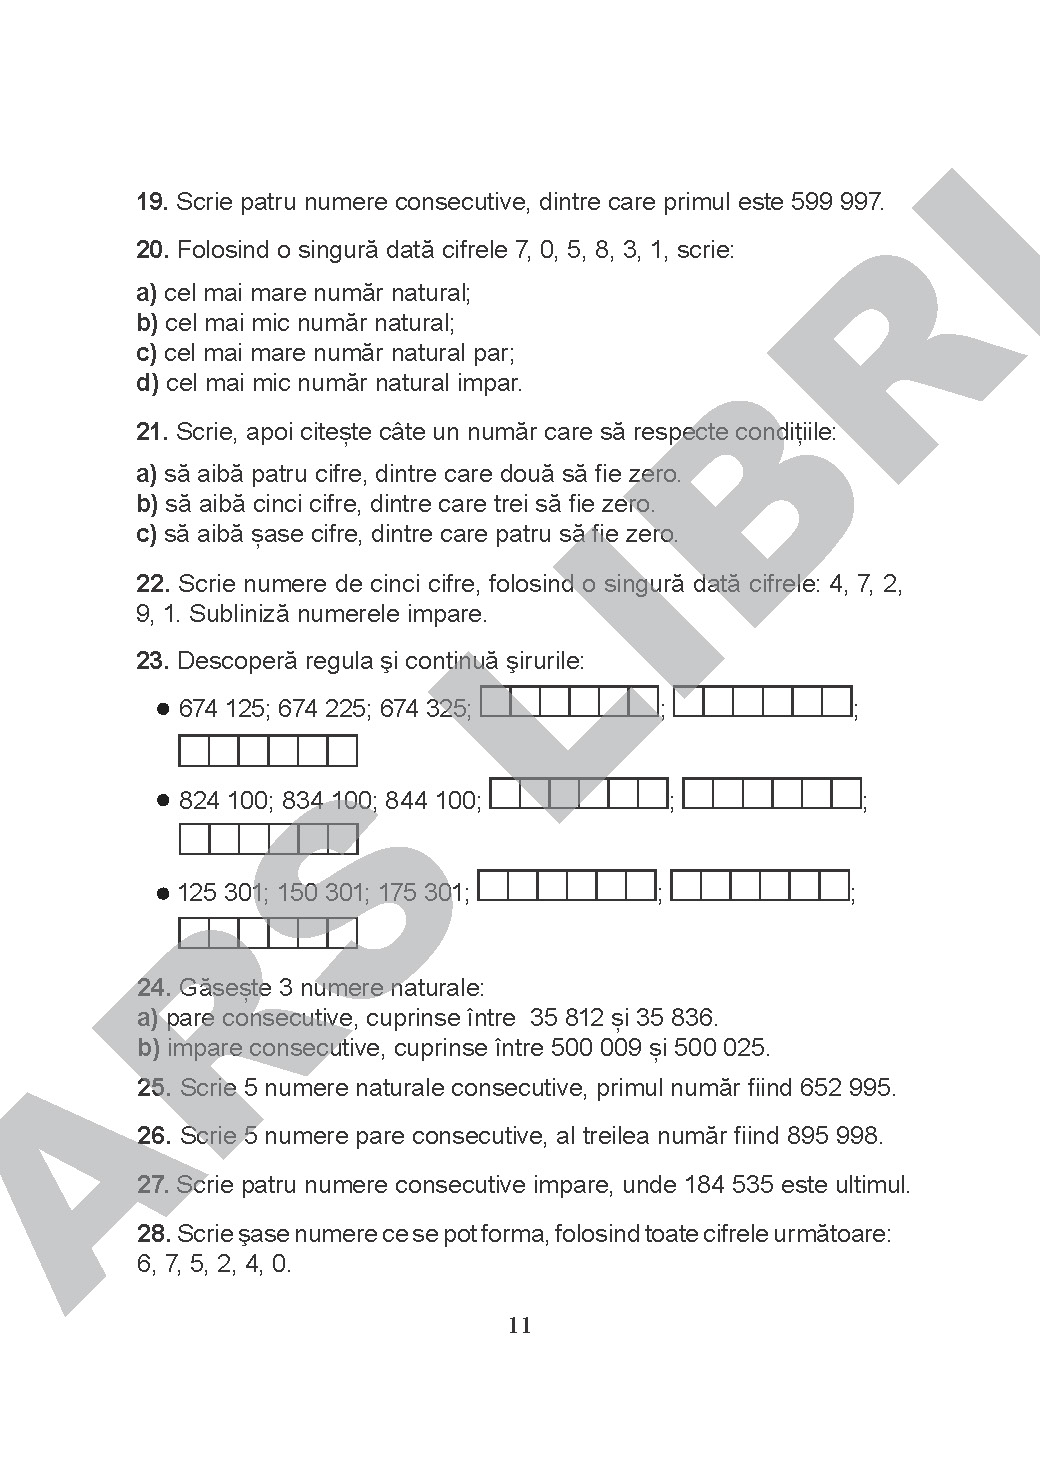 19. Scrie patru numere consecutive, dintre care primul este 599 997.
20. Folosind o singură dată cifrele 7, 0, 5, 8, 3, 1, scrie:
a) cel mai mare număr natural;
b) cel mai mic număr natural;
c) cel mai mare număr natural par;
d) cel mai mic număr natural impar.
21. Scrie, apoi citește câte un număr care să respecte condițiile:
a) să aibă patru cifre, dintre care două să fie zero.
b) să aibă cinci cifre, dintre care trei să fie zero.
c) să aibă șase cifre, dintre care patru să fie zero.
22. Scrie numere de cinci cifre, folosind o singură dată cifrele: 4, 7, 2,
9, 1. Subliniză numerele impare.
23. Descoperă regula şi continuă şirurile:
● 674 125; 674 225; 674 325; ; ;
● 824 100; 834 100; 844 100; ; ;
● 125 301; 150 301; 175 301; ; ;
24. Găsește 3 numere naturale:
a) pare consecutive, cuprinse între 35 812 și 35 836.
b) impare consecutive, cuprinse între 500 009 și 500 025.
25. Scrie 5 numere naturale consecutive, primul număr fiind 652 995.
26. Scrie 5 numere pare consecutive, al treilea număr fiind 895 998.
27. Scrie patru numere consecutive impare, unde 184 535 este ultimul.
28. Scrie şase numere ce se pot forma, folosind toate cifrele următoare:
6, 7, 5, 2, 4, 0.
11
ARS LIBRI